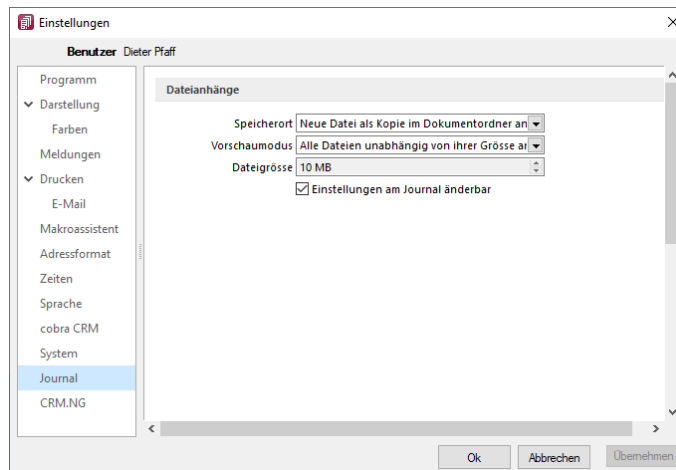 Einstellungen
Benutzer Dieter Pfaff
Programm
Darstellung
Farben
Meldungen
Drucken
E-Mail
Makroassistent
Adressformat
Zeiten
Sprache
cobra CRM
System
Journal
CRM.NG
Dateianhänge
Speicherort Neue Datei als Kopie im Dokumentordner an
Vorschaumodus Alle Dateien unabhängig von ihrer Grösse
Dateigrösse 10 MB
Einstellungen am Journal änderbar
Ok Abbrechen Übernehmen